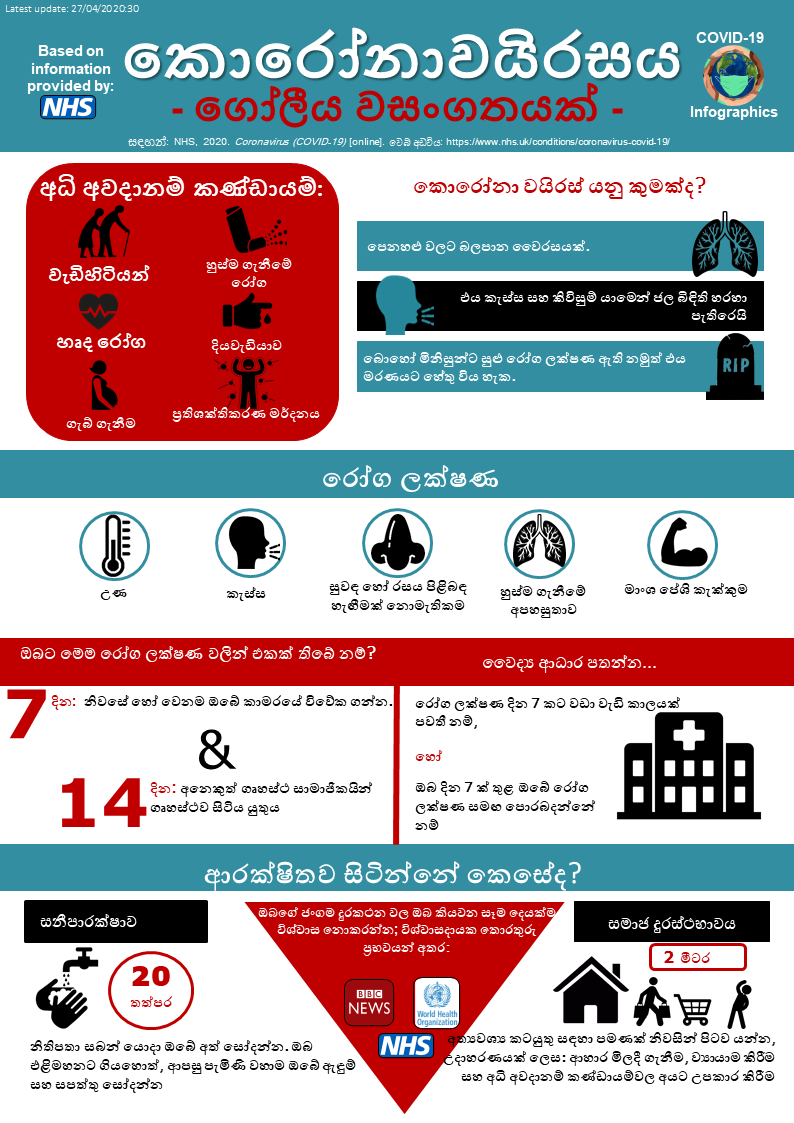 Latest update: 27/04/2020:30
Based on
information
provided by:
NHS
කොරෝනාවයිරසය
- ගෝලීය වසංගතයක් -
COVID-19
Infographics
සඳහන්: NHS, 2020. Coronavirus (COVID-19) [online]. වෙබ් අඩවිය: https://www.nhs.uk/conditions/coronavirus-covid-19/
අධි අවදානම් කණ්ඩායම්:
වැඩිහිටියන්
හුස්ම ගැනීමේ
රෝග
හෘද රෝග
දියවැඩියාව
ගැබ් ගැනීම
ප්‍රතිශක්තිකරණ මර්දනය
කොරෝනා වයිරස් යනු කුමක්ද?
පෙනහළු වලට බලපාන වෛරසයක්.
එය කැස්ස සහ කිවිසුම් යාමෙන් ජල බිඳිති හරහා
පැතිරෙයි
බොහෝ මිනිසුන්ට සුළු රෝග ලක්ෂණ ඇති නමුත් එය
මරණයට හේතු විය හැක.
RIP
රෝග ලක්ෂණ
උණ
කැස්ස
සුවඳ හෝ රසය පිළිබඳ
හැඟීමක් නොමැතිකම
හුස්ම ගැනීමේ
අපහසුතාව
මාංශ පේශි කැක්කුම
ඔබට මෙම රෝග ලක්ෂණ වලින් එකක් තිබේ නම්?
7 දින: නිවසේ හෝ වෙනම ඔබේ කාමරයේ විවේක ගන්න.
&
14 දින: අනෙකුත් ගෘහස්ථ සාමාජිකයින්
ගෘහස්ථව සිටිය යුතුය
වෛද්‍ය ආධාර පතන්න...
රෝග ලක්ෂණ දින 7 කට වඩා වැඩි කාලයක්
පවතී නම්,
හෝ
ඔබ දින 7 ක් තුළ ඔබේ රෝග
ලක්ෂණ සමඟ පොරබදන්නේ
නම්
ආරක්ෂිතව සිටින්නේ කෙසේද?
සනීපාරක්ෂාව
20
තත්පර
නිතිපතා සබන් යොදා ඔබේ අත් සෝදන්න. ඔබ
එළිමහනට ගියහොත්, ආපසු පැමිණි වහාම ඔබේ ඇඳුම්
සහ සපත්තු සෝදන්න
ඔබගේ ජංගම දුරකථන වල ඔබ කියවන සෑම දෙයක්ම
විශ්වාස නොකරන්න; විශ්වාසදායක තොරතුරු
ප්‍රභවයන් අතර:
BBC
NEWS
World Health
Organization
NHS
සමාජ දුරස්ථභාවය
2 මීටර
අත්‍යවශ්‍ය කටයුතු සඳහා පමණක් නිවසින් පිටව යන්න,
උදාහරණයක් ලෙස: ආහාර මිලදී ගැනීම, ව්‍යායාම කිරීම
සහ අධි අවදානම් කණ්ඩායම්වල අයට උපකාර කිරීම